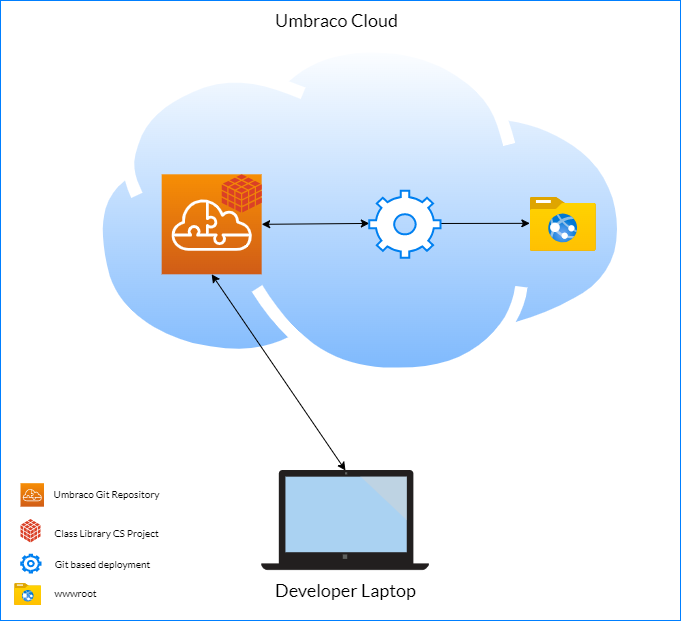 Umbraco Cloud
Umbraco Git Repository
Class Library CS Project
Git based deployment
wwwroot
Developer Laptop